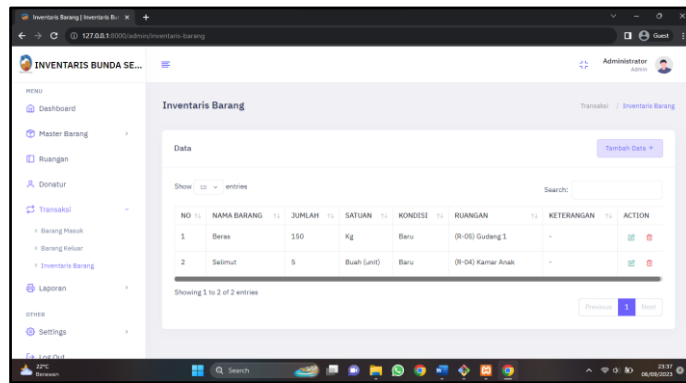 Inventaris Barang | Inventaris Bu
127.0.0.1:8000/admin/inventaris-barang
Guest
INVENTARIS BUNDA SE...
Administrator
Admin
MENU
Dashboard
Master Barang
Ruangan
Donatur
Transaksi
Barang Masuk
Barang Keluar
Inventaris Barang
Laporan
OTHER
Settings
Log Out
Inventaris Barang
Transaksi / Inventaris Barang
Data
Tambah Data +
Show 10 entries
Search:
NO NAMA BARANG JUMLAH SATUAN KONDISI RUANGAN KETERANGAN ACTION
1 Beras 150 Kg Baru (R-05) Gudang 1 -
2 Selimut 5 Buah (unit) Baru (R-04) Kamar Anak -
Showing 1 to 2 of 2 entries
Previous 1 Next
22°C
Berawan
Search
23:37
06/09/2023